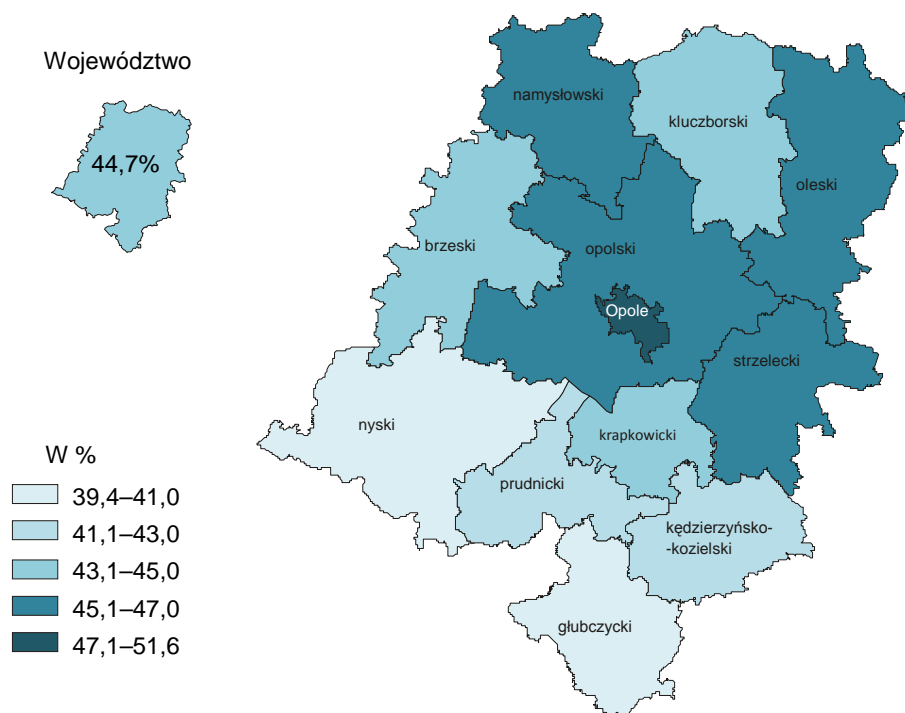 Województwo
44,7%
namysłowski
kluczborski
oleski
brzeski
opolski
Opole
strzelecki
nyski
krapkowicki
prudnicki
kędzierzyńsko-
-kozielski
głubczycki
W %
39,4–41,0
41,1–43,0
43,1–45,0
45,1–47,0
47,1–51,6